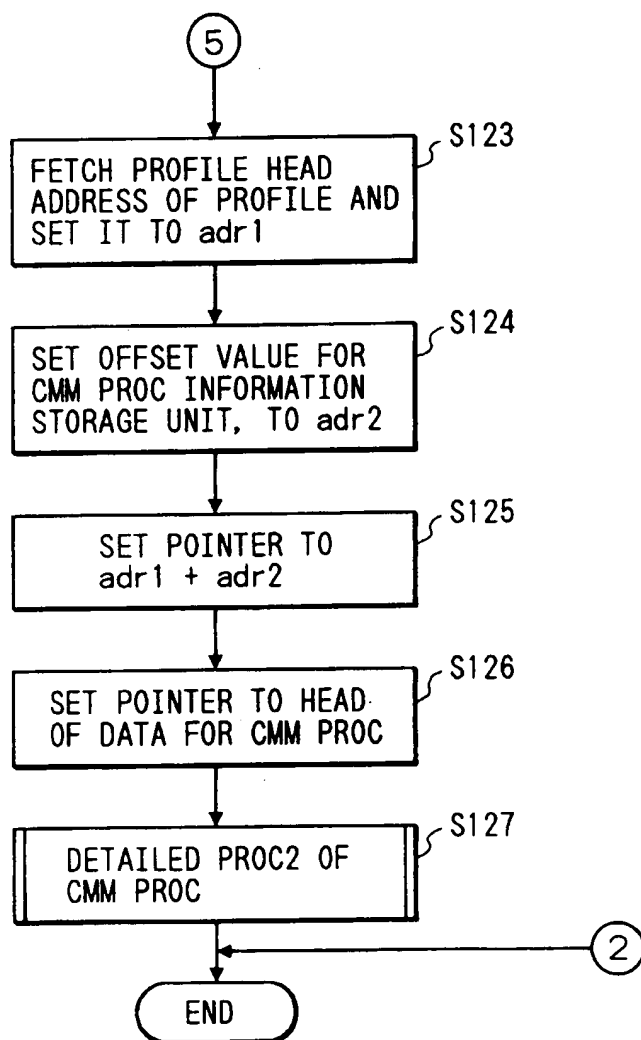 5
S123
FETCH PROFILE HEAD
ADDRESS OF PROFILE AND
SET IT TO adr1
S124
SET OFFSET VALUE FOR
CMM PROC INFORMATION
STORAGE UNIT, TO adr2
S125
SET POINTER TO
adr1 + adr2
S126
SET POINTER TO HEAD
OF DATA FOR CMM PROC
S127
DETAILED PROC2 OF
CMM PROC
2
END